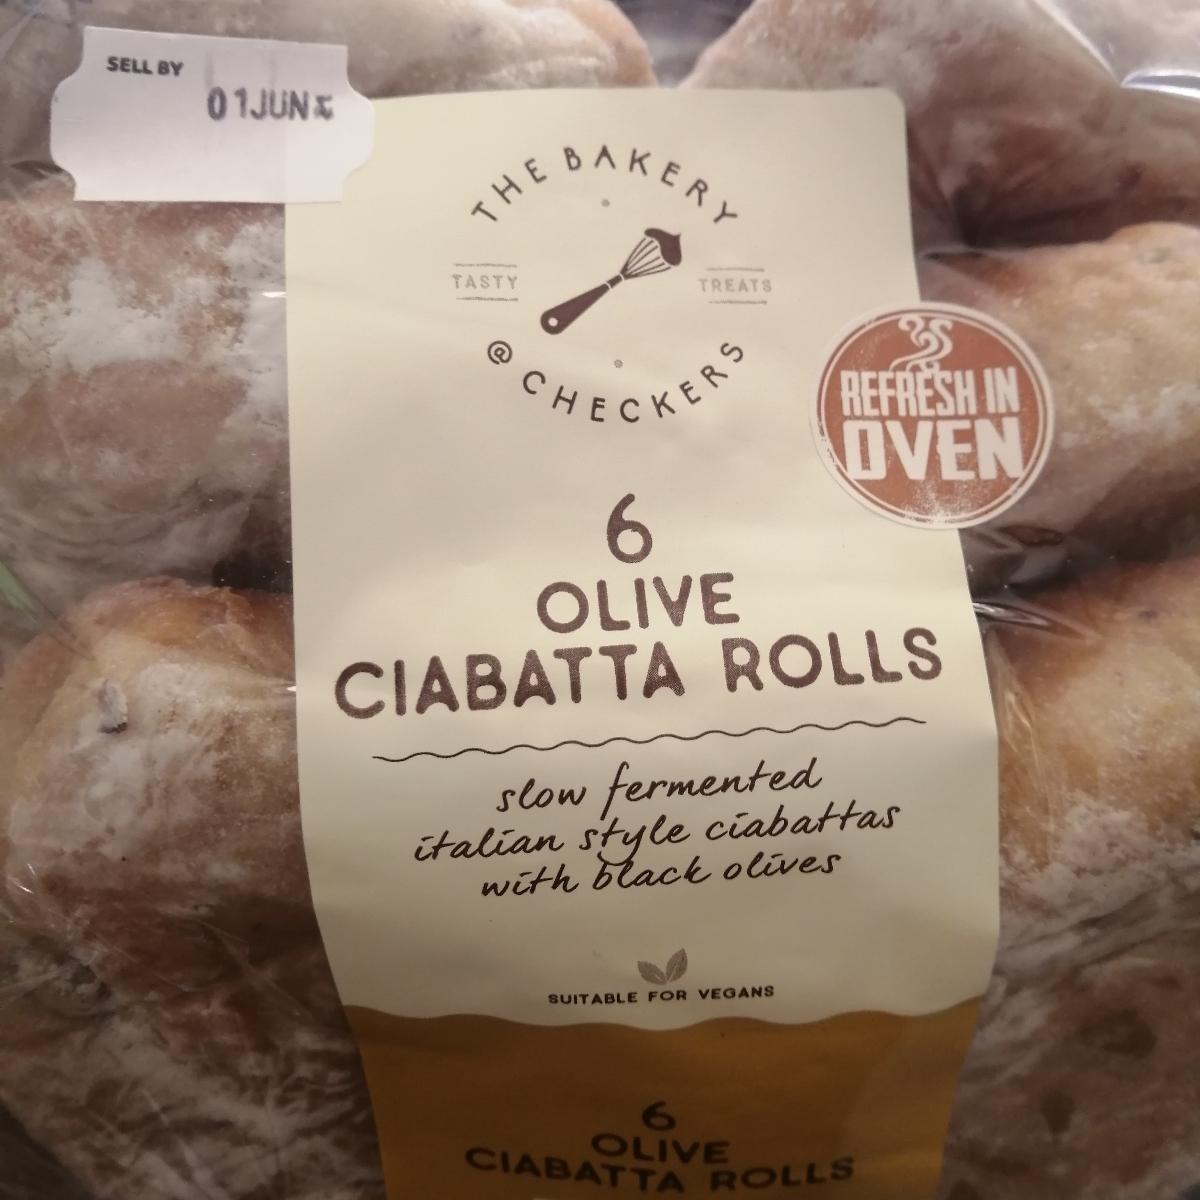 SELL BY
01JUN
THE BAKERY
TASTY
TREATS
@ CHECKERS
REFRESH IN
OVEN
6
OLIVE
CIABATTA ROLLS
slow fermented
italian style ciabattas
with black olives
SUITABLE FOR VEGANS
6
OLIVE
CIABATTA ROLLS